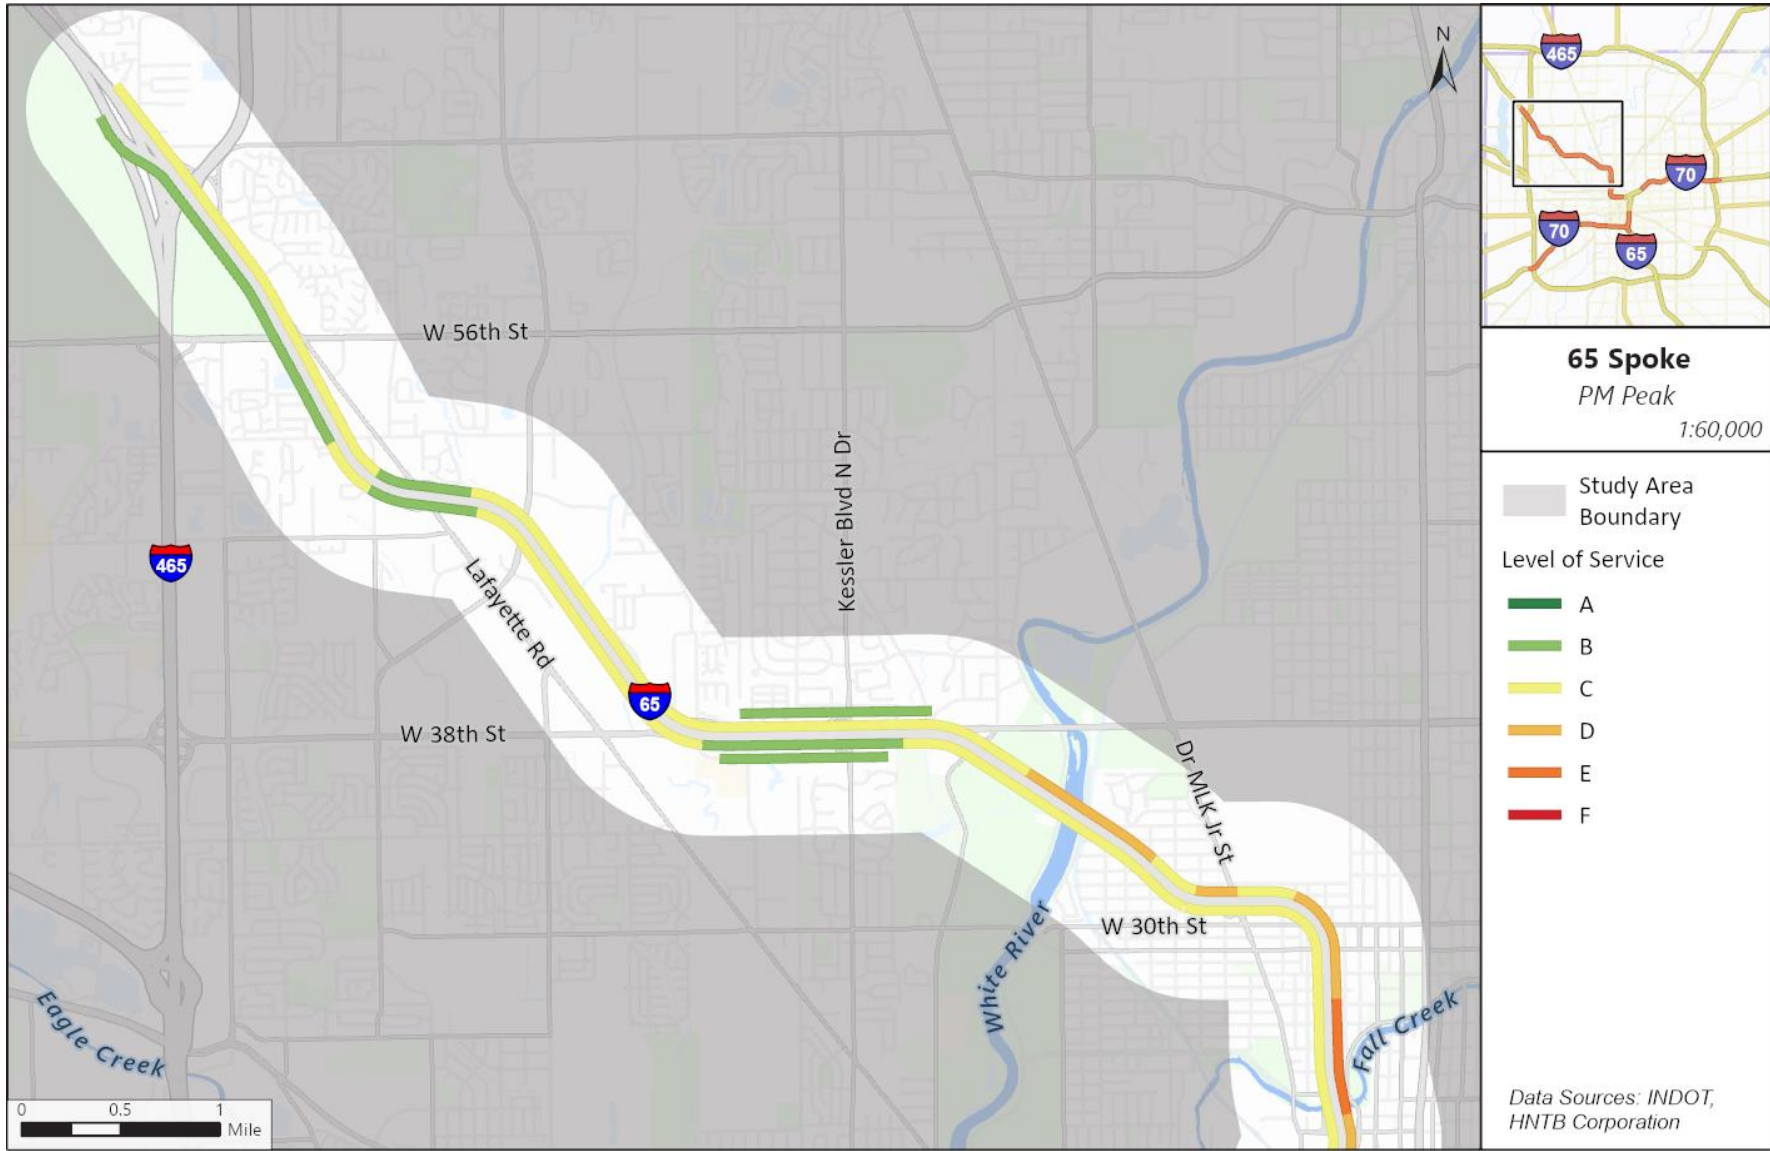 N
W 56th St
Kessler Blvd N Dr
465
Lafayette Rd
65
W 38th St
Dr MLK Jr St
W 30th St
White River
Fall Creek
Eagle Creek
0 0.5 1
Mile
465
70
70
65
65 Spoke
PM Peak
1:60,000
Study Area
Boundary
Level of Service
A
B
C
D
E
F
Data Sources: INDOT,
HNTB Corporation